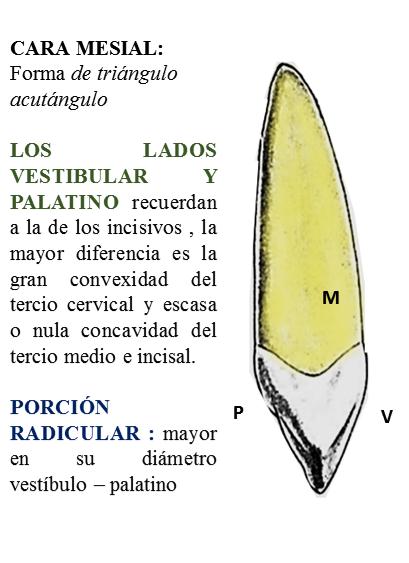 CARA MESIAL:
Forma de triángulo
acutángulo
LOS LADOS
VESTIBULAR Y
PALATINO recuerdan
a la de los incisivos , la
mayor diferencia es la
gran convexidad del
tercio cervical y escasa
o nula concavidad del
tercio medio e incisal.
PORCIÓN
RADICULAR : mayor
en su diámetro
vestíbulo – palatino
M
P
V